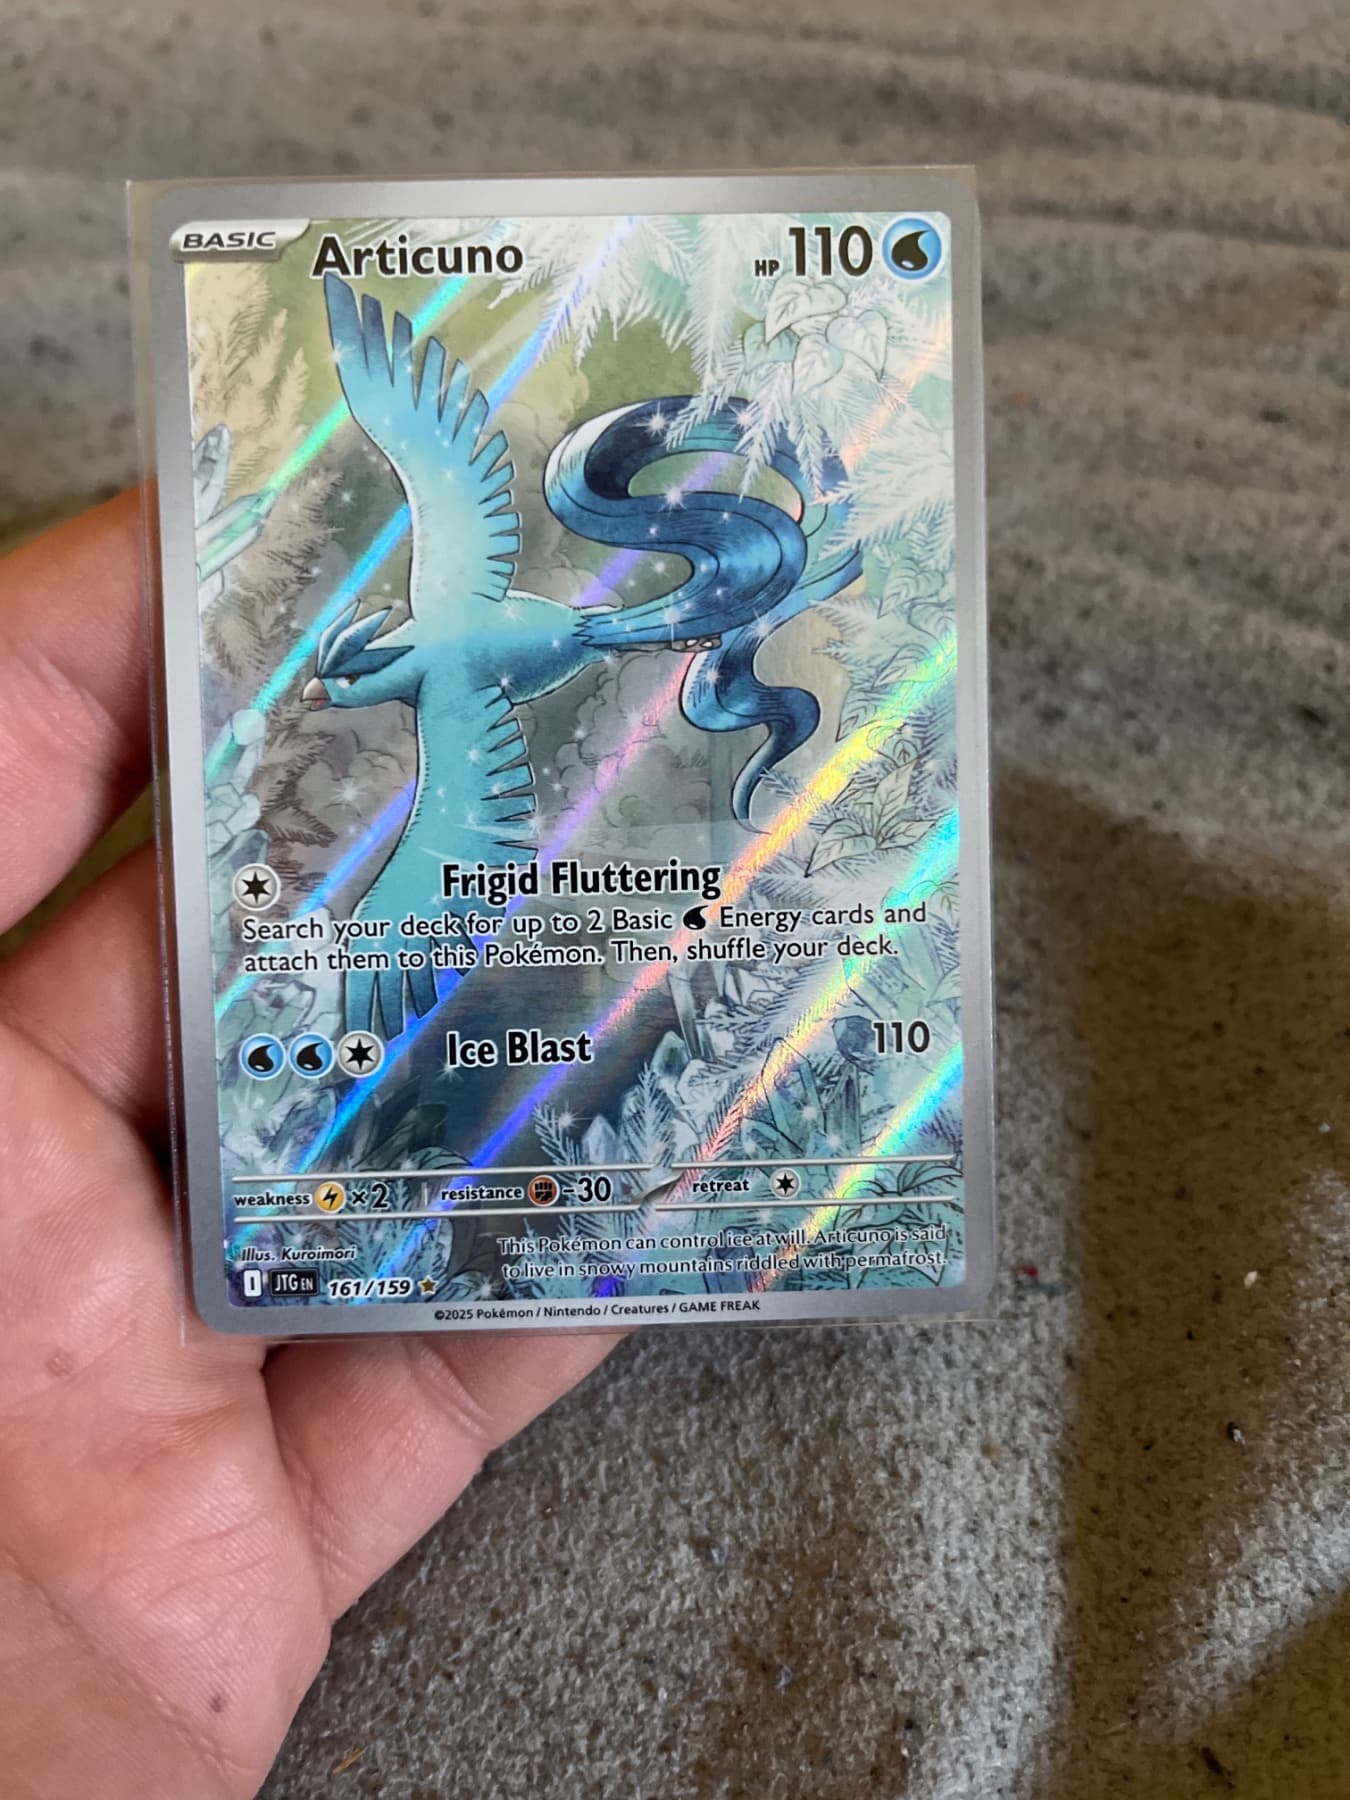 BASIC Articuno HP 110
Frigid Fluttering
Search your deck for up to 2 Basic Energy cards and
attach them to this Pokémon. Then, shuffle your deck.
Ice Blast 110
weakness ×2 resistance -30 retreat
Illus. Kuroimori
This Pokémon can control ice at will. Articuno is said
to live in snowy mountains riddled with permafrost.
I JTG EN 161/159
©2025 Pokémon / Nintendo / Creatures / GAME FREAK